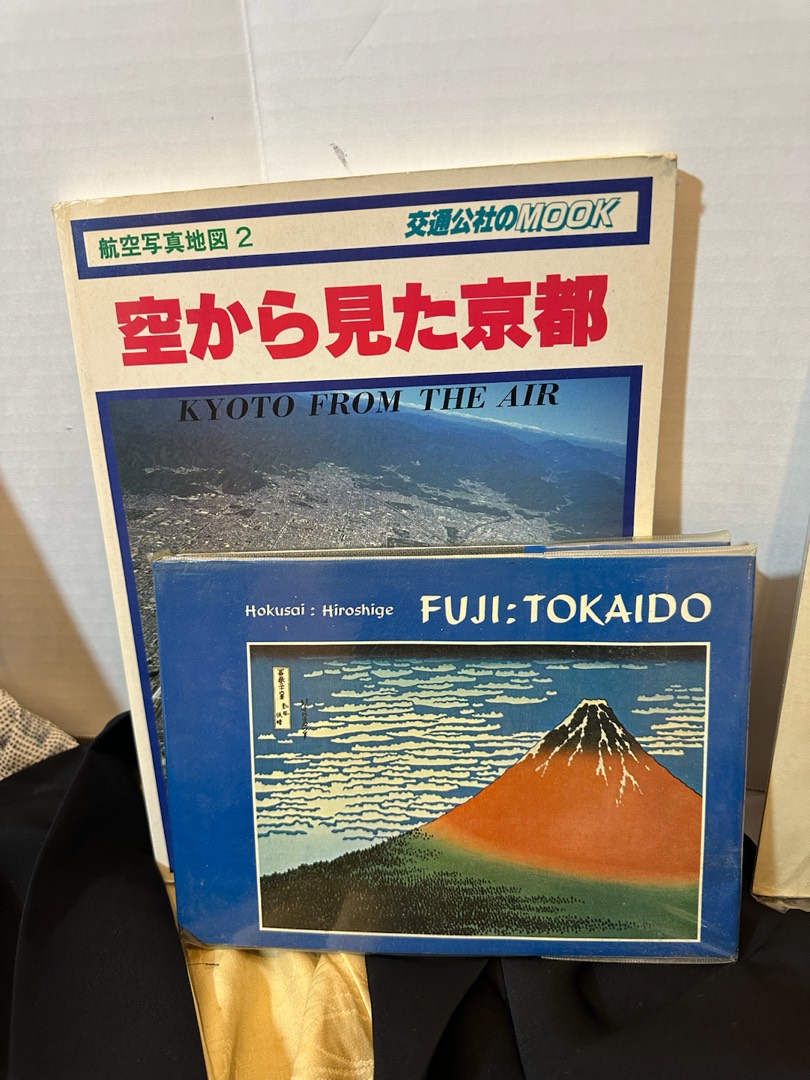 航空写真地図 2
交通公社のMOOK
空から見た京都
KYOTO FROM THE AIR
Hokusai : Hiroshige FUJI: TOKAIDO